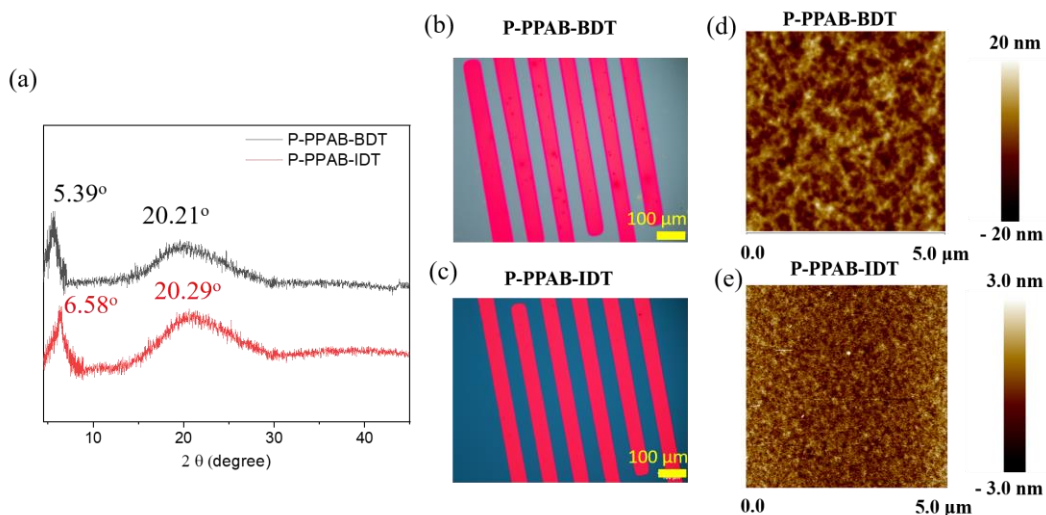 (a)
P-PPAB-BDT
P-PPAB-IDT
5.39°
20.21°
6.58°
20.29°
10
20
30
40
2 θ (degree)
(b)
P-PPAB-BDT
100 μm
(c)
P-PPAB-IDT
100 μm
(d)
P-PPAB-BDT
20 nm
- 20 nm
0.0
5.0 μm
(e)
P-PPAB-IDT
3.0 nm
- 3.0 nm
0.0
5.0 μm